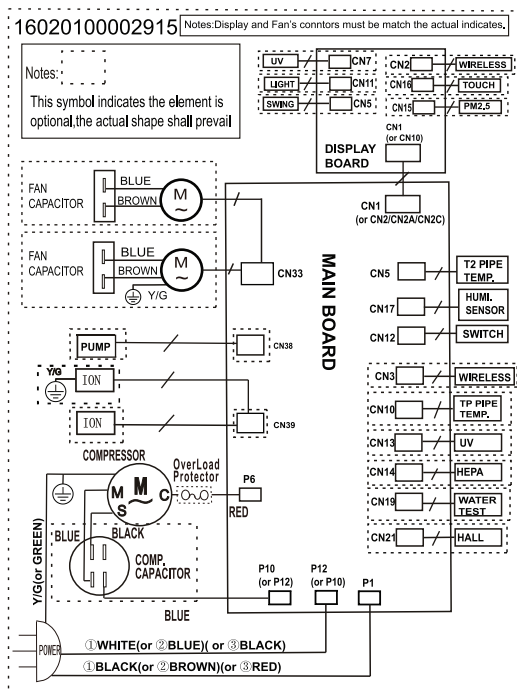 16020100002915
Notes:Display and Fan's conntors must be match the actual indicates.
Notes:
This symbol indicates the element is
optional,the actual shape shall prevail
UV
CN7
LIGHT
CN11
SWING
CN5
CN2
WIRELESS
CN16
TOUCH
CN15
PM2.5
CN1
(or CN10)
DISPLAY
BOARD
CN1
(or CN2/CN2A/CN2C)
FAN
CAPACITOR
BLUE
BROWN
M
~
FAN
CAPACITOR
BLUE
BROWN
Y/G
M
~
CN33
MAIN BOARD
CN5
T2 PIPE
TEMP.
CN17
HUMI.
SENSOR
CN12
SWITCH
PUMP
CN38
Y/G
ION
ION
CN39
CN3
WIRELESS
CN10
TP PIPE
TEMP.
CN13
UV
CN14
HEPA
CN19
WATER
TEST
CN21
HALL
COMPRESSOR
OverLoad
Protector
M
M
~
C
S
P6
RED
BLUE
BLACK
COMP.
CAPACITOR
BLUE
P10
(or P12)
P12
(or P10)
P1
Y/G(or GREEN)
POWER
①WHITE(or ②BLUE)( or ③BLACK)
①BLACK(or ②BROWN)(or ③RED)